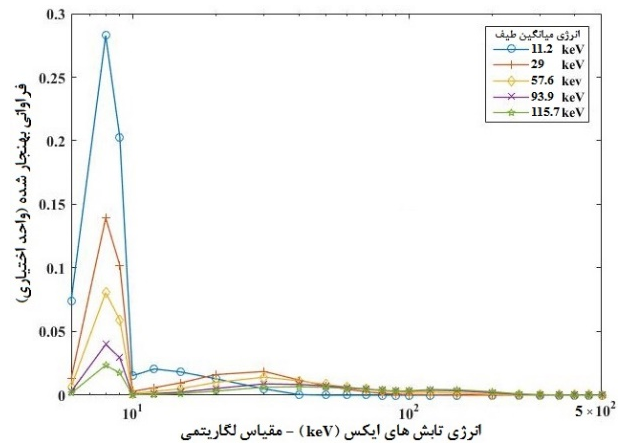 0.3
0.25
0.2
0.15
0.1
0.05
0
فراوانی بهنجار شده (واحد اختیاری)
انرژی میانگین طیف
11.2 keV
29 keV
57.6 kev
93.9 keV
115.7 keV
10¹
10²
5 × 10²
انرژی تابش های ایکس (keV) - مقیاس لگاریتمی